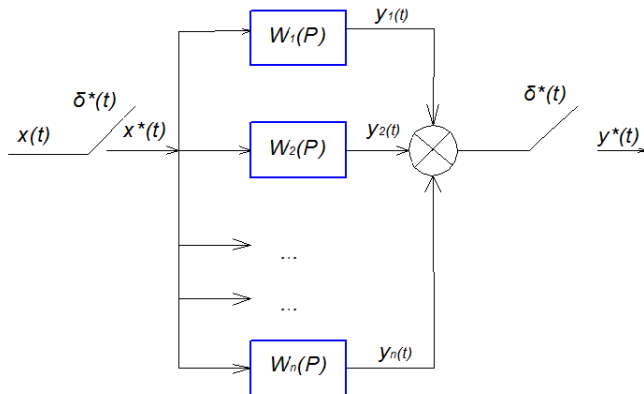 W₁(P)
y₁(t)
δ*(t)
x(t)
x*(t)
W₂(P)
y₂(t)
δ*(t)
y*(t)
...
...
Wₙ(P)
yₙ(t)